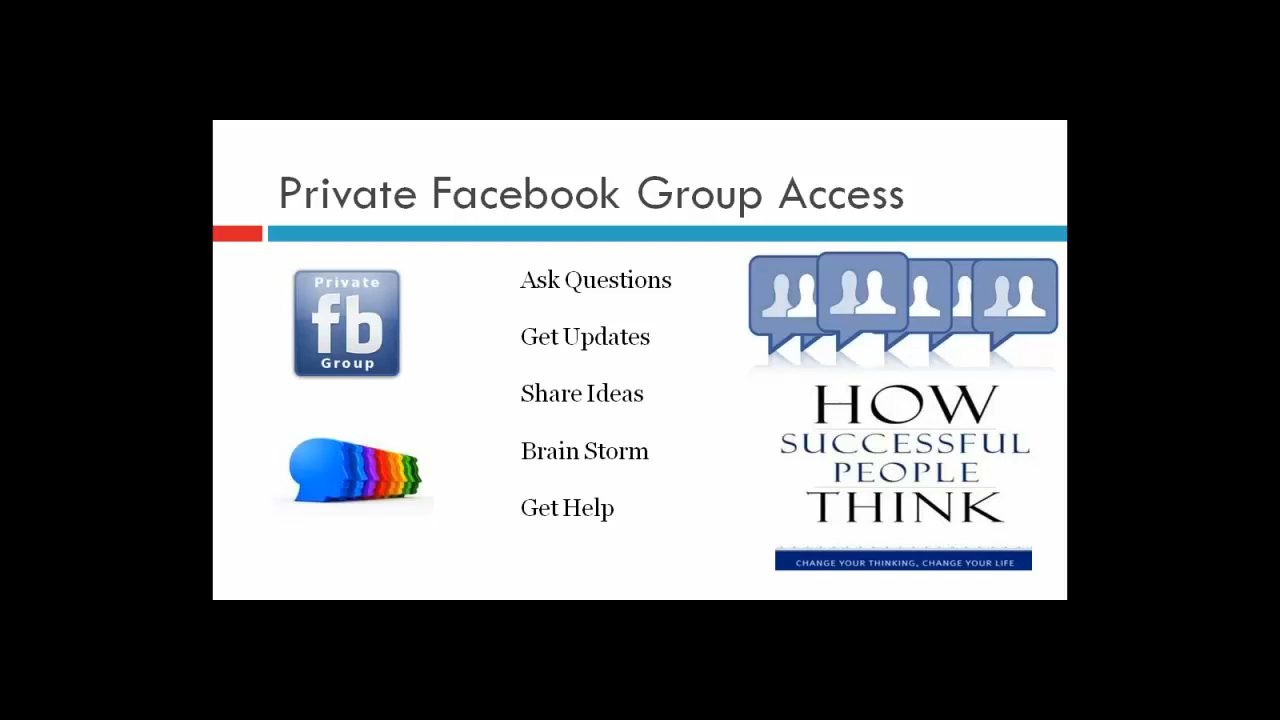 Private Facebook Group Access
Private
fb
Group
Ask Questions
Get Updates
Share Ideas
Brain Storm
Get Help
HOW
SUCCESSFUL
PEOPLE
THINK
CHANGE YOUR THINKING, CHANGE YOUR LIFE